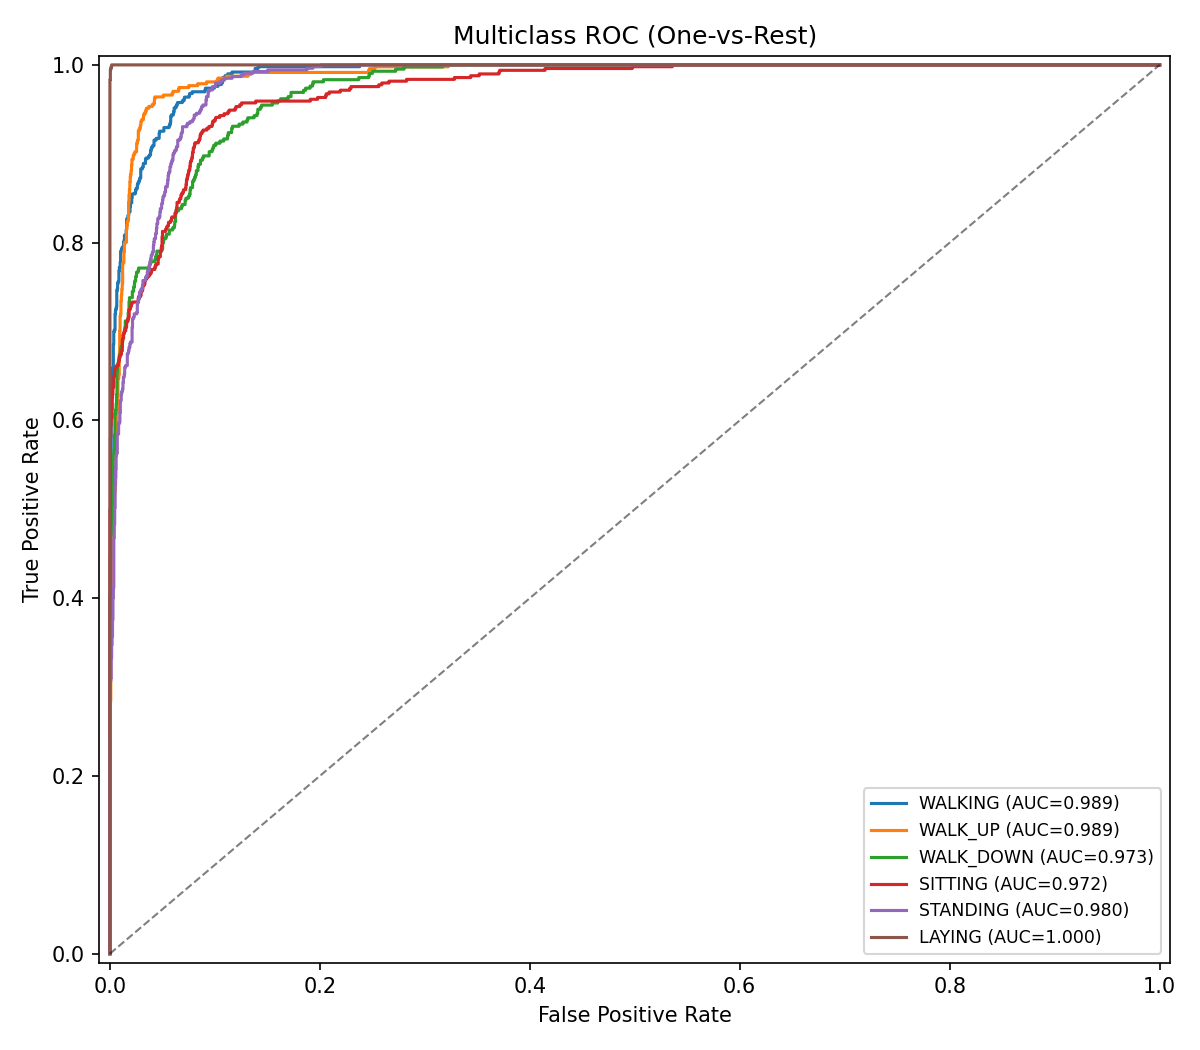 Multiclass ROC (One-vs-Rest)
True Positive Rate
1.0
0.8
0.6
0.4
0.2
0.0
0.0 0.2 0.4 0.6 0.8 1.0
False Positive Rate
WALKING (AUC=0.989)
WALK_UP (AUC=0.989)
WALK_DOWN (AUC=0.973)
SITTING (AUC=0.972)
STANDING (AUC=0.980)
LAYING (AUC=1.000)